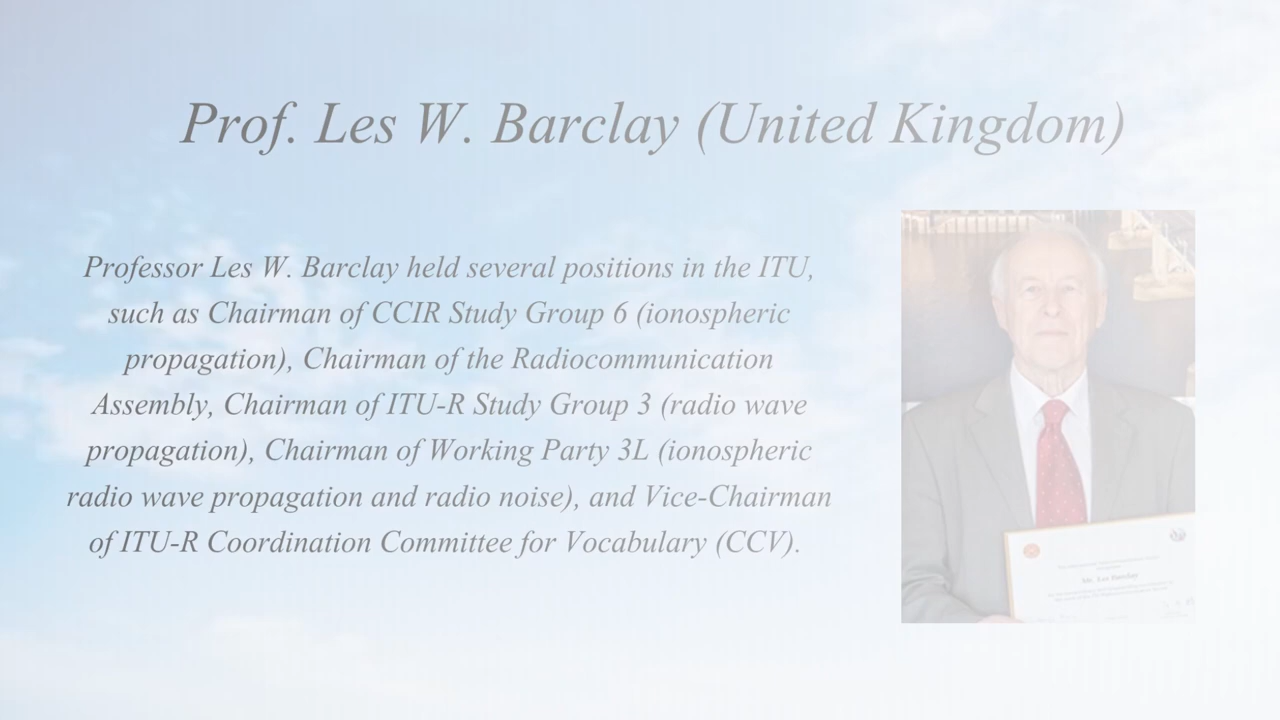 Prof. Les W. Barclay (United Kingdom)
Professor Les W. Barclay held several positions in the ITU,
such as Chairman of CCIR Study Group 6 (ionospheric
propagation), Chairman of the Radiocommunication
Assembly, Chairman of ITU-R Study Group 3 (radio wave
propagation), Chairman of Working Party 3L (ionospheric
radio wave propagation and radio noise), and Vice-Chairman
of ITU-R Coordination Committee for Vocabulary (CCV).
Mr. Les Barclay